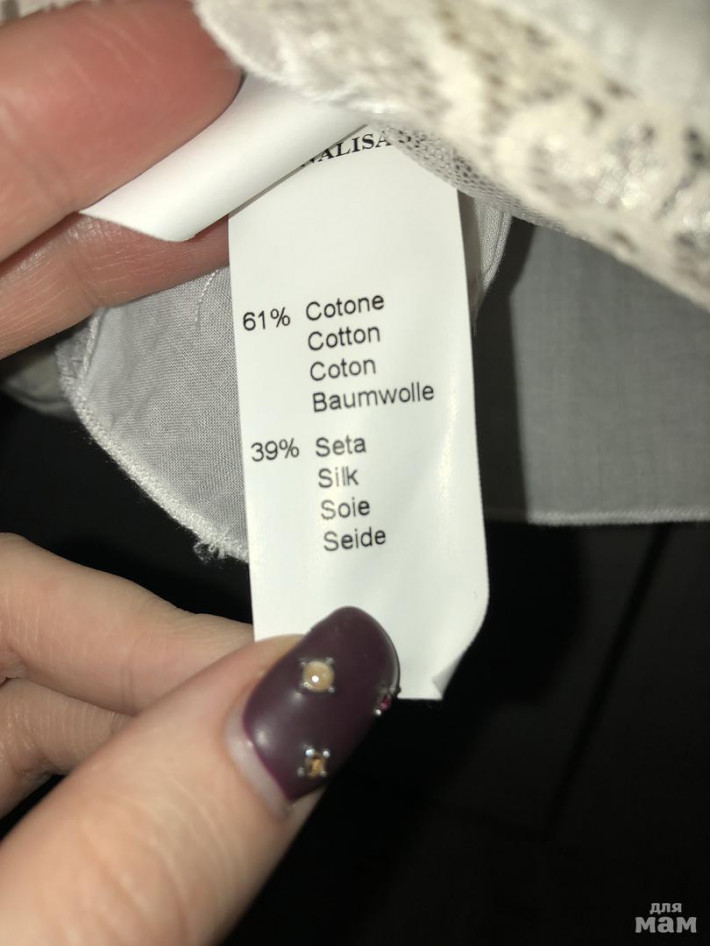 61% Cotone
Cotton
Coton
Baumwolle
39% Seta
Silk
Soie
Seide
для
мам